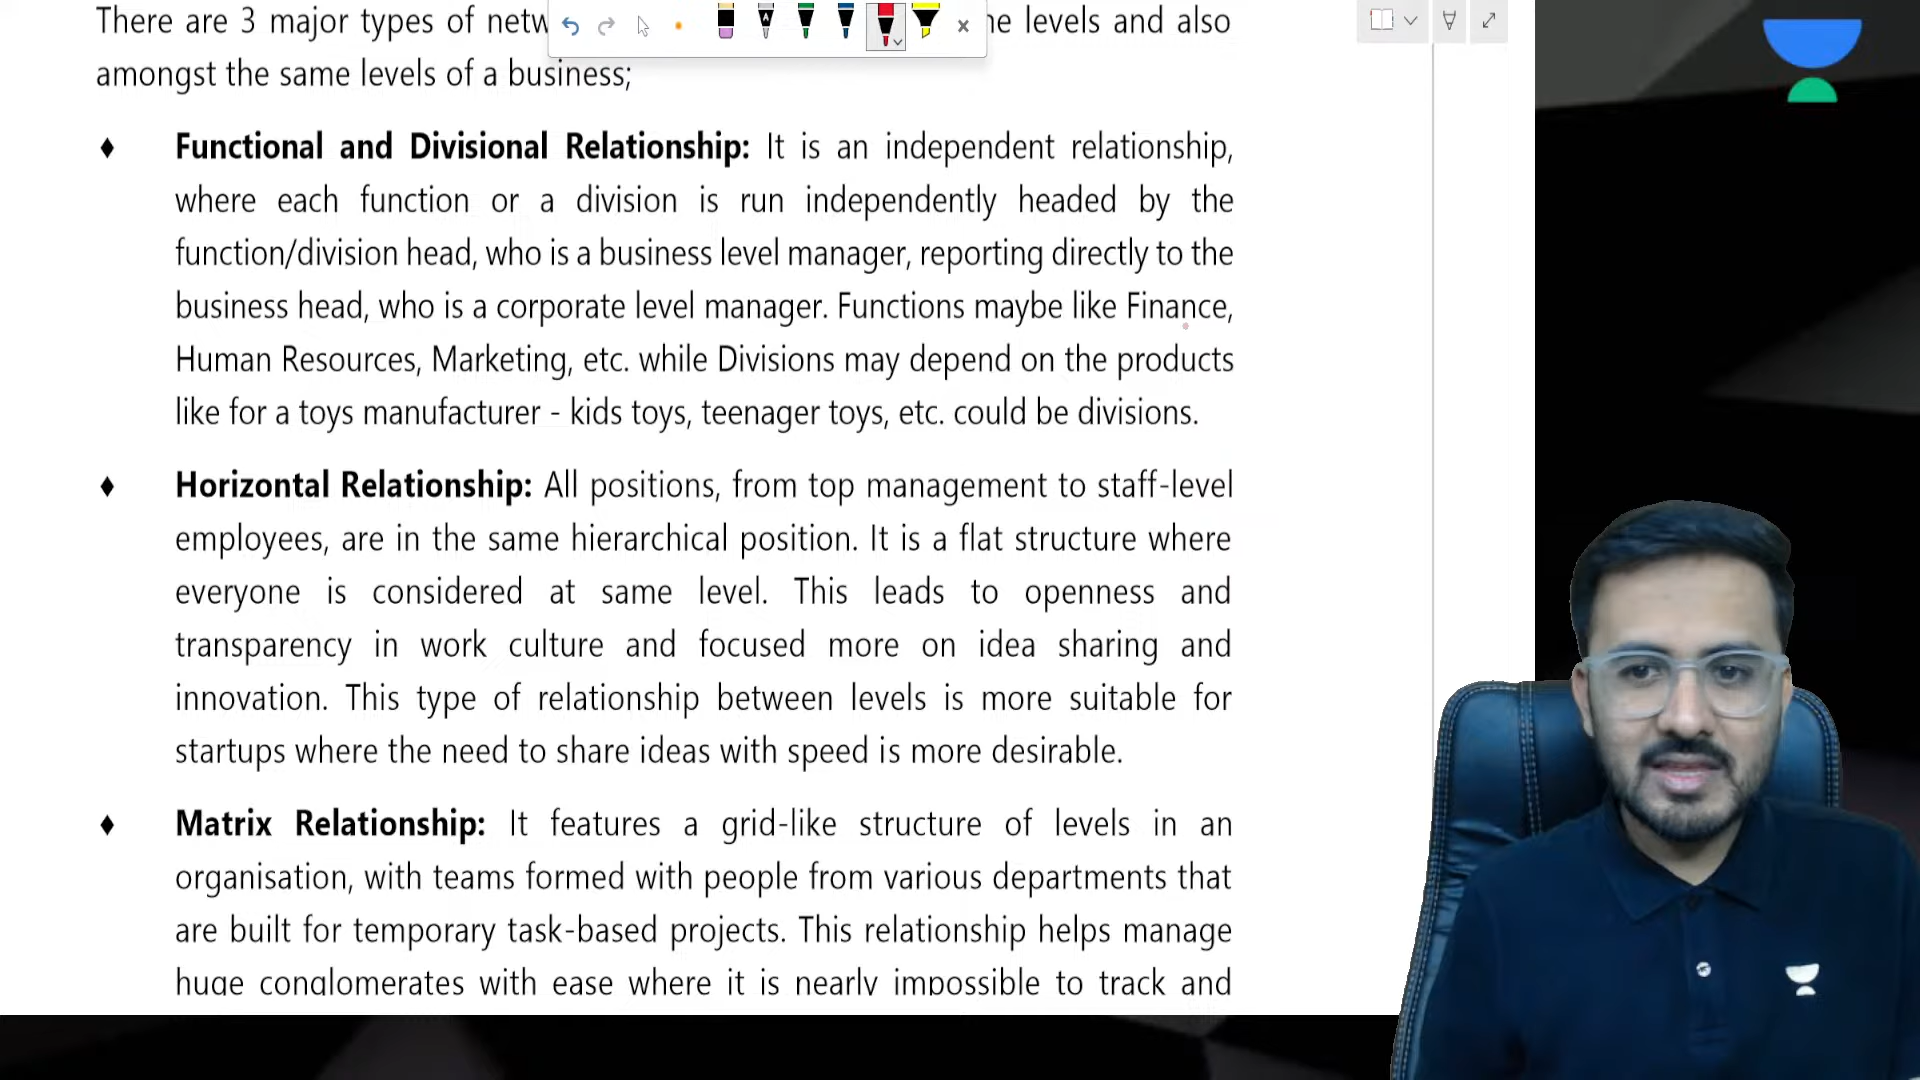 There are 3 major types of netw he levels and also
amongst the same levels of a business;
♦ Functional and Divisional Relationship: It is an independent relationship,
where each function or a division is run independently headed by the
function/division head, who is a business level manager, reporting directly to the
business head, who is a corporate level manager. Functions maybe like Finance,
Human Resources, Marketing, etc. while Divisions may depend on the products
like for a toys manufacturer - kids toys, teenager toys, etc. could be divisions.
♦ Horizontal Relationship: All positions, from top management to staff-level
employees, are in the same hierarchical position. It is a flat structure where
everyone is considered at same level. This leads to openness and
transparency in work culture and focused more on idea sharing and
innovation. This type of relationship between levels is more suitable for
startups where the need to share ideas with speed is more desirable.
♦ Matrix Relationship: It features a grid-like structure of levels in an
organisation, with teams formed with people from various departments that
are built for temporary task-based projects. This relationship helps manage
huge conglomerates with ease where it is nearly impossible to track and